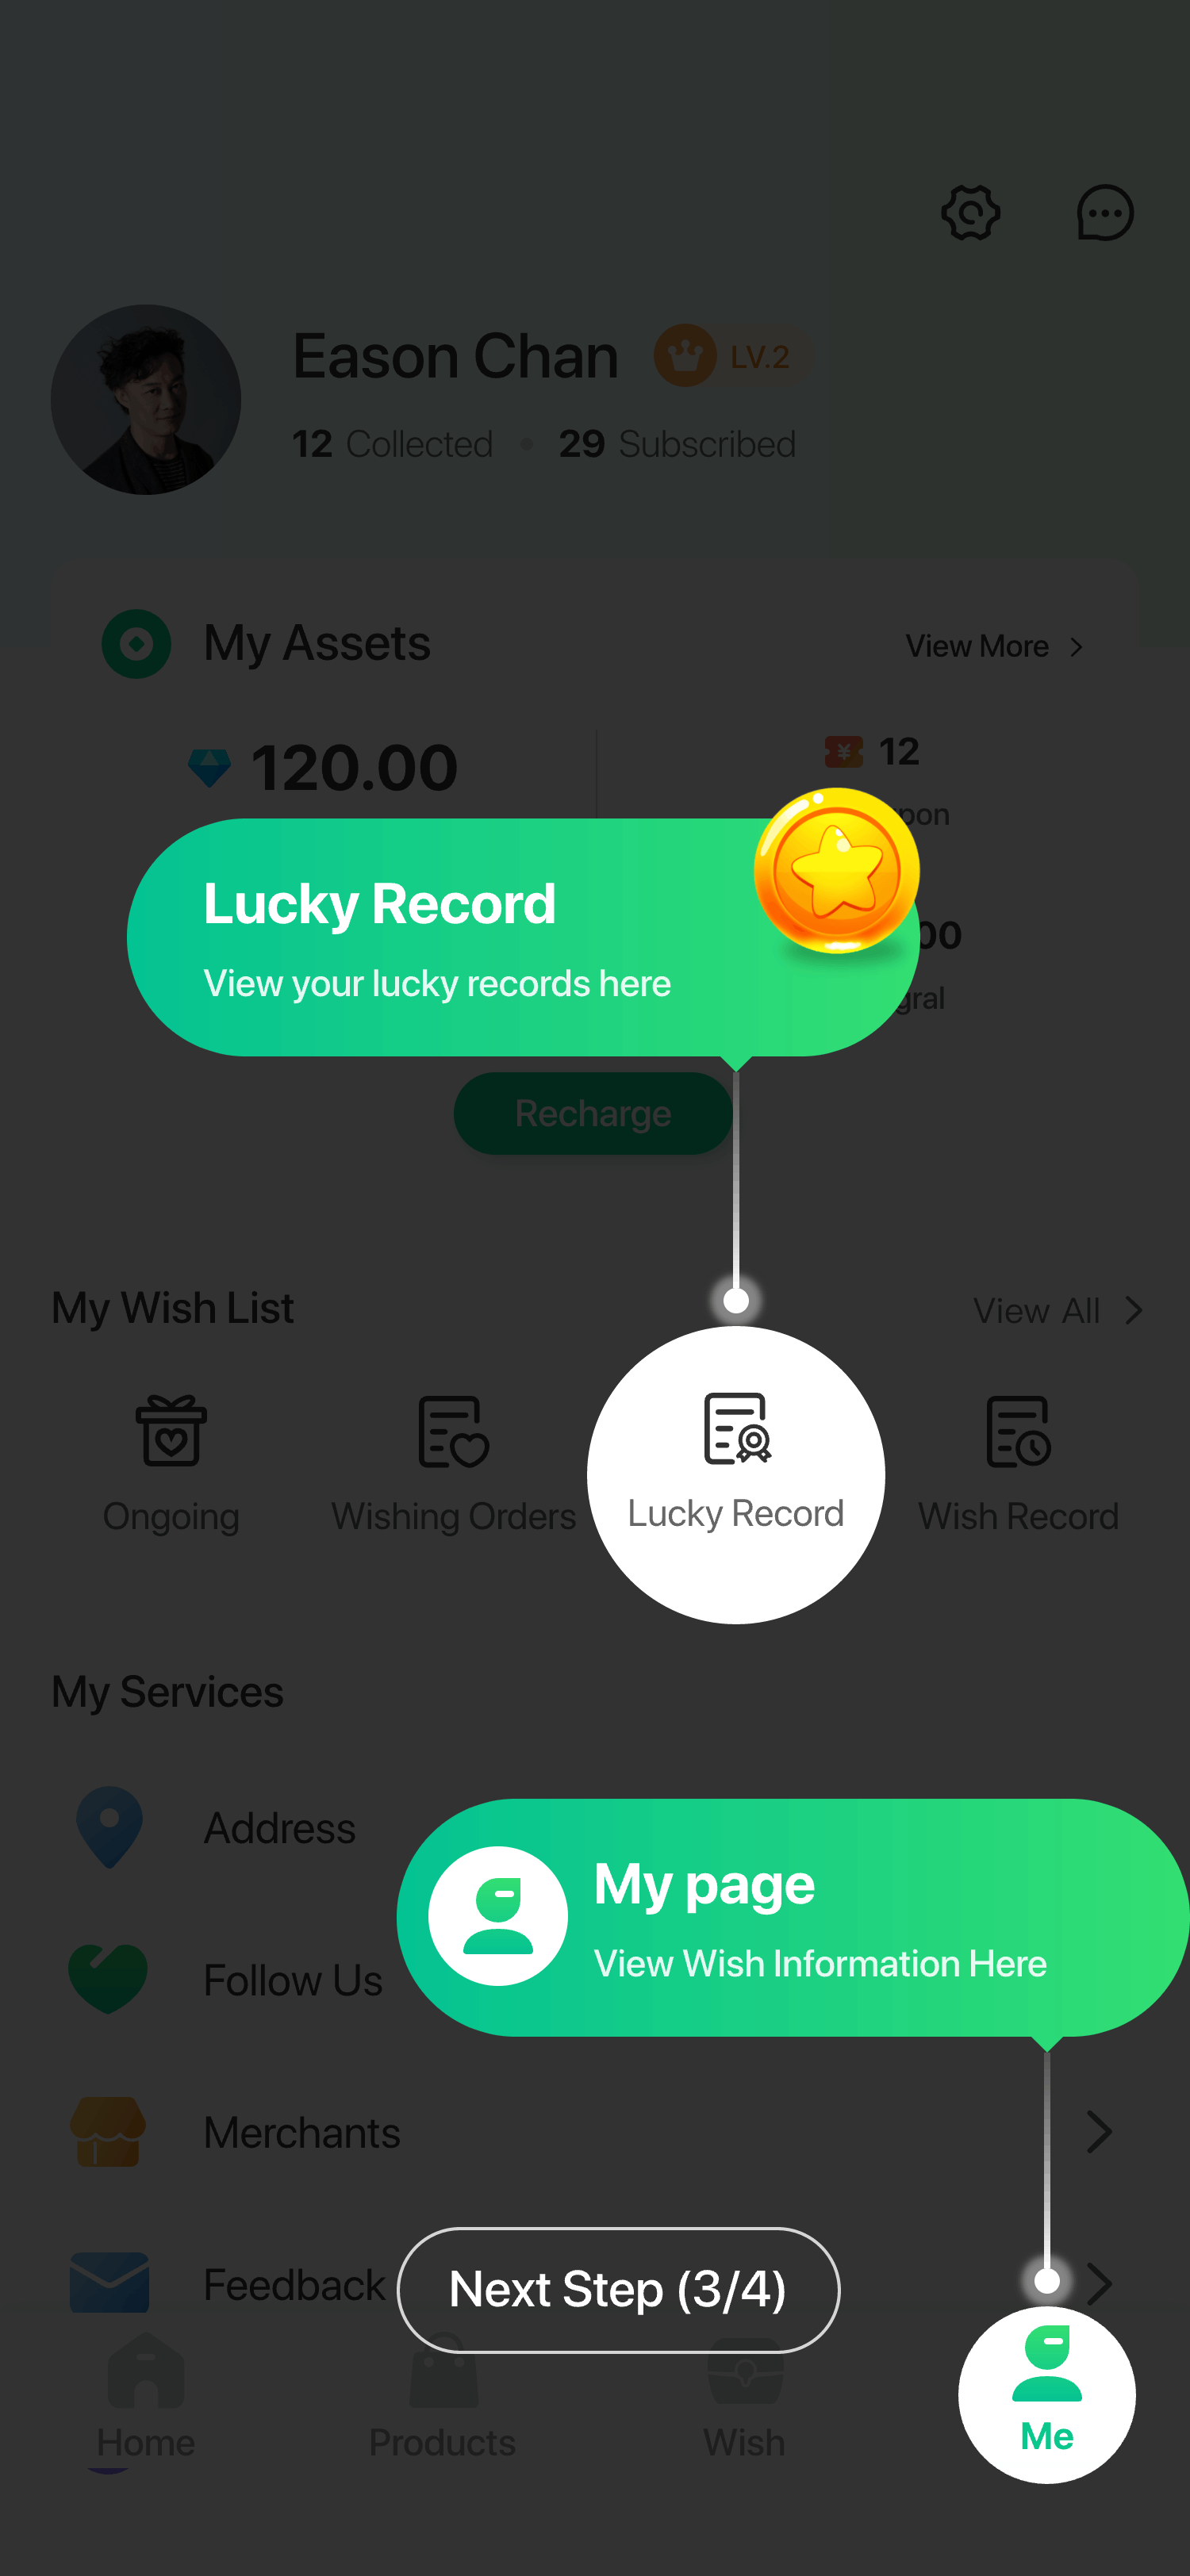 Eason Chan
LV.2
12 Collected • 29 Subscribed
My Assets
View More
120.00
¥ 12
pon
Lucky Record
View your lucky records here
00
gral
Recharge
My Wish List
View All
Ongoing
Wishing Orders
Lucky Record
Wish Record
My Services
Address
My page
View Wish Information Here
Follow Us
Merchants
Feedback
Next Step (3/4)
Home
Products
Wish
Me